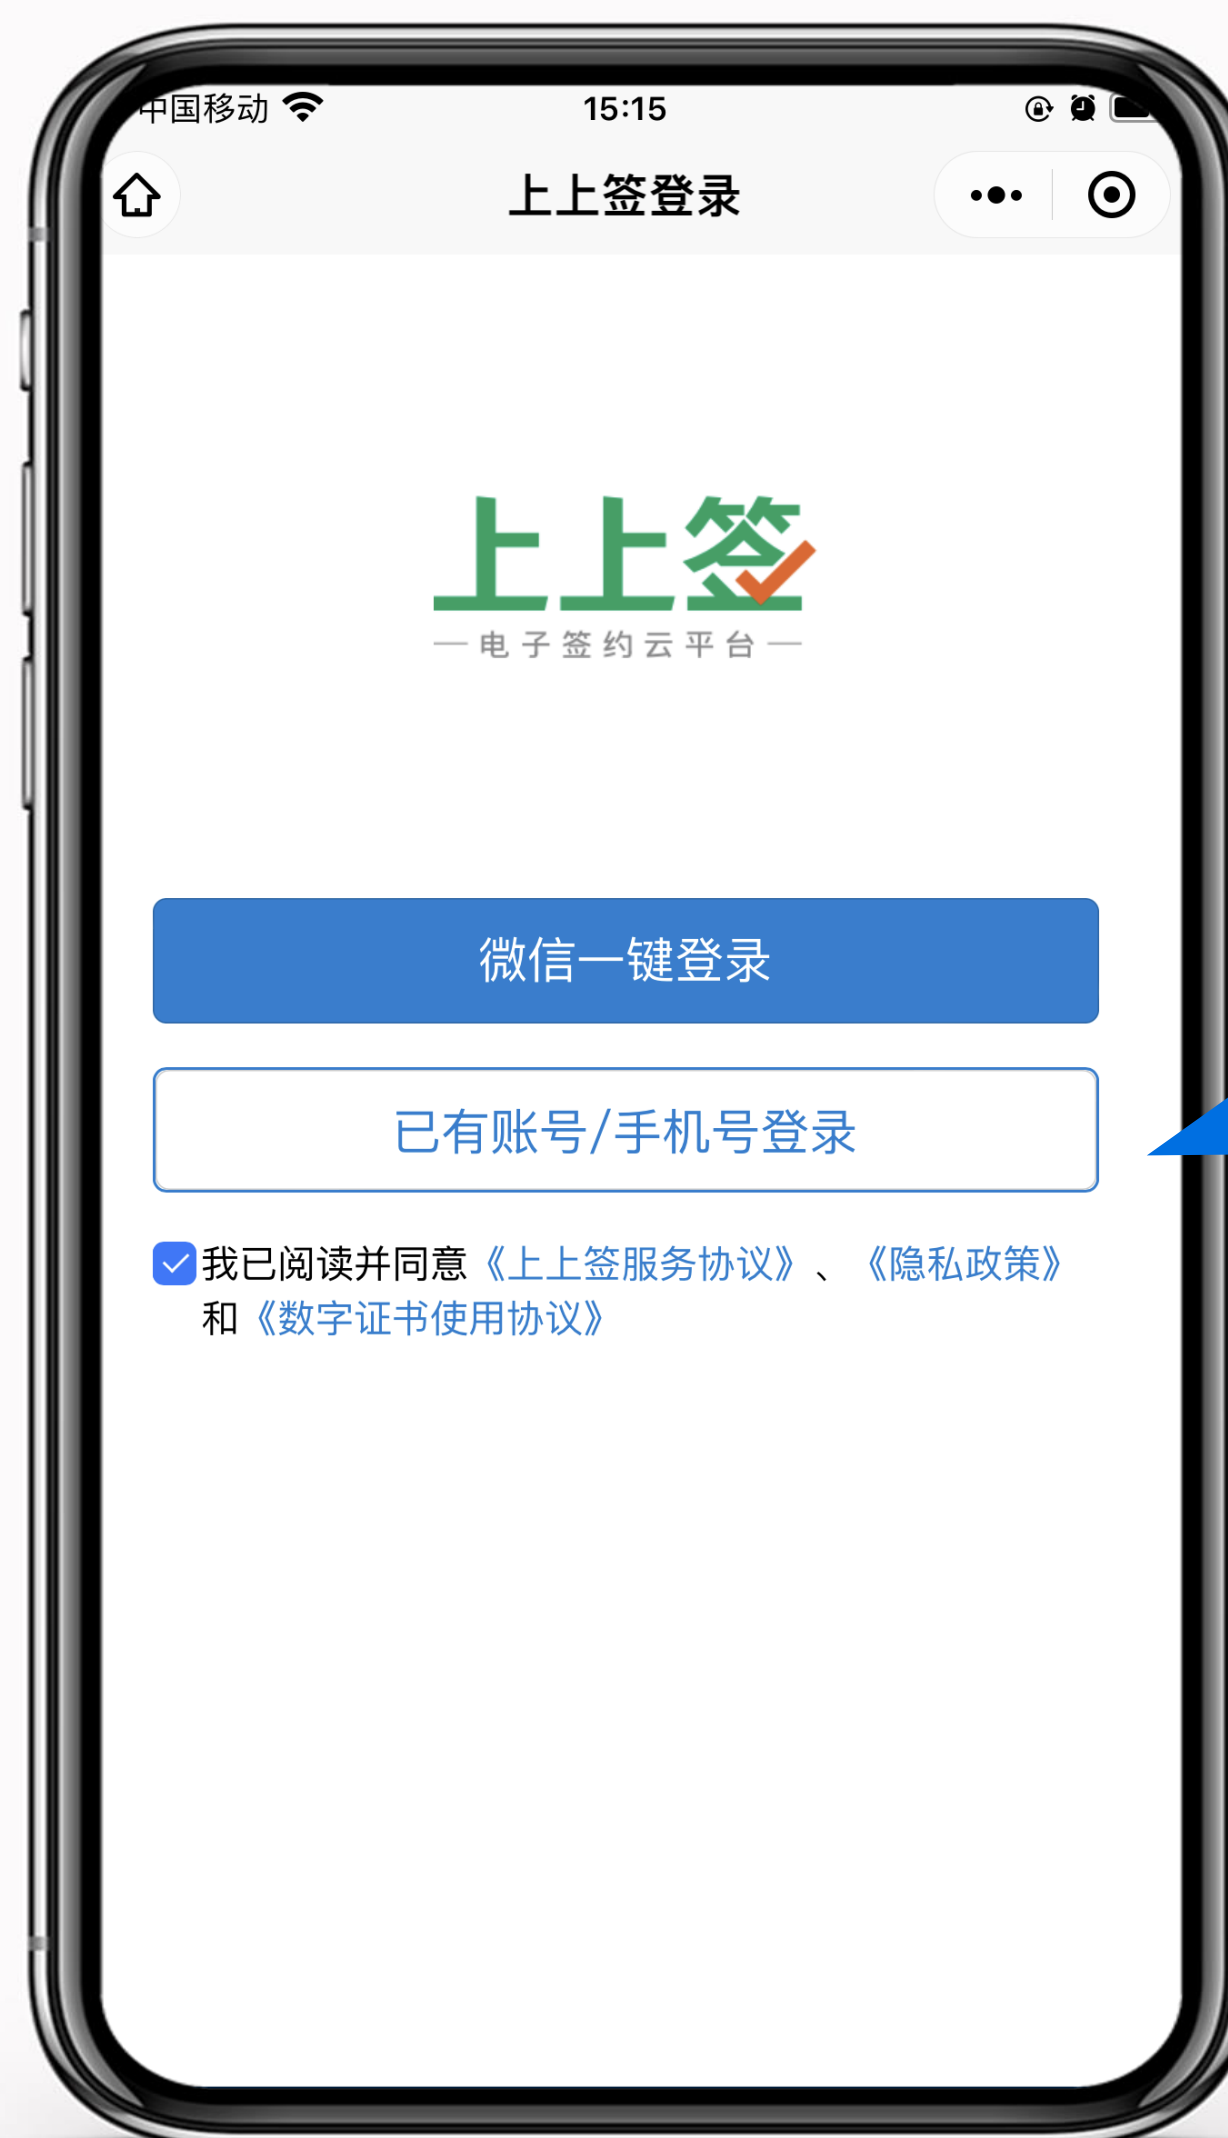 中国移动
15:15
上上签登录
上上签
电子签约云平台
微信一键登录
已有账号/手机号登录
我已阅读并同意《上上签服务协议》、《隐私政策》
和《数字证书使用协议》